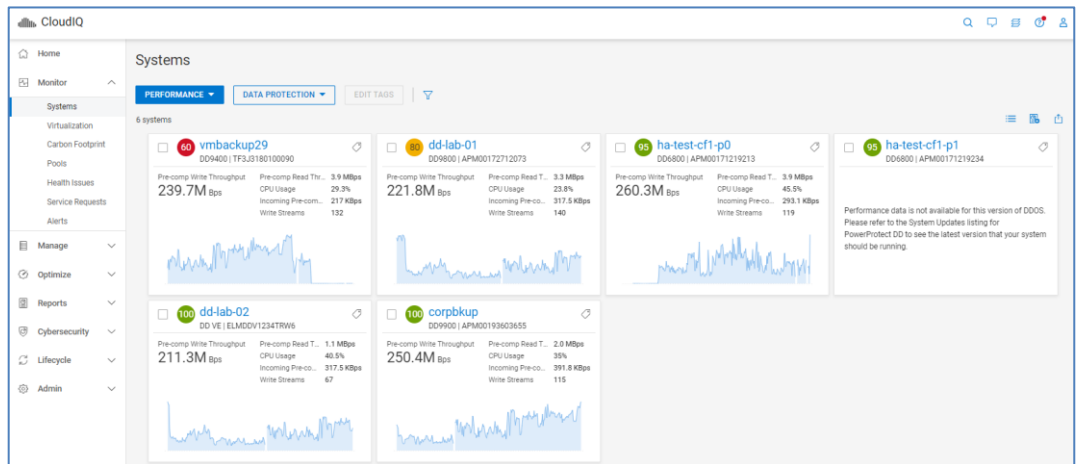 CloudIQ
Home
Monitor
Systems
Virtualization
Carbon Footprint
Pools
Health Issues
Service Requests
Alerts
Manage
Optimize
Reports
Cybersecurity
Lifecycle
Admin
Systems
PERFORMANCE DATA PROTECTION EDIT TAGS
6 systems
60 vmbackup29
DD9400 | TF3J3180100090
Pre-comp Write Throughput
239.7M Bps
Pre-comp Read Thr... 3.9 MBps
CPU Usage 29.3%
Incoming Pre-com... 217 KBps
Write Streams 132
80 dd-lab-01
DD9800 | APM00172712073
Pre-comp Write Throughput
221.8M Bps
Pre-comp Read T... 3.3 MBps
CPU Usage 23.8%
Incoming Pre-co... 317.5 KBps
Write Streams 140
95 ha-test-cf1-p0
DD6800 | APM00171219213
Pre-comp Write Throughput
260.3M Bps
Pre-comp Read T... 3.9 MBps
CPU Usage 45.5%
Incoming Pre-co... 293.1 KBps
Write Streams 119
95 ha-test-cf1-p1
DD6800 | APM00171219234
Performance data is not available for this version of DDOS.
Please refer to the System Updates listing for
PowerProtect DD to see the latest version that your system
should be running.
100 dd-lab-02
DD VE | ELMDDV1234TRW6
Pre-comp Write Throughput
211.3M Bps
Pre-comp Read T... 1.1 MBps
CPU Usage 40.5%
Incoming Pre-co... 317.5 KBps
Write Streams 67
100 corpbkup
DD9900 | APM00193603655
Pre-comp Write Throughput
250.4M Bps
Pre-comp Read T... 2.0 MBps
CPU Usage 35%
Incoming Pre-co... 391.8 KBps
Write Streams 115